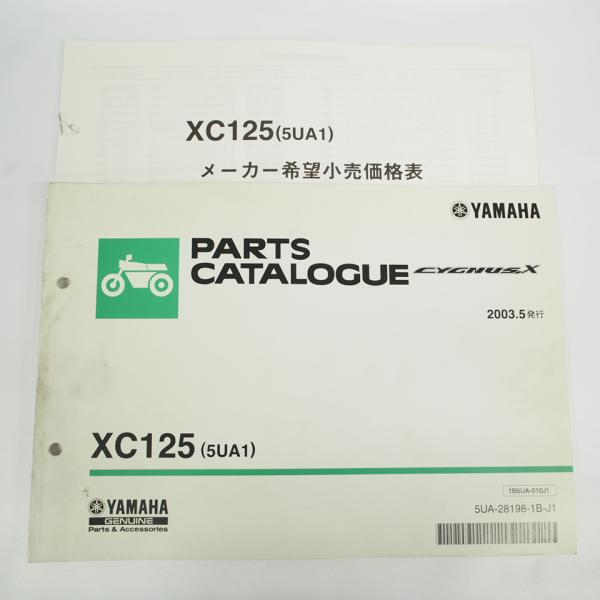 XC125(5UA1)
メーカー希望小売価格表
YAMAHA
PARTS
CATALOGUE CYGNUS,X
2003.5発行
XC125 (5UA1)
1B5UA-010J1
YAMAHA
GENUINE
Parts & Accessories
5UA-28198-1B-J1